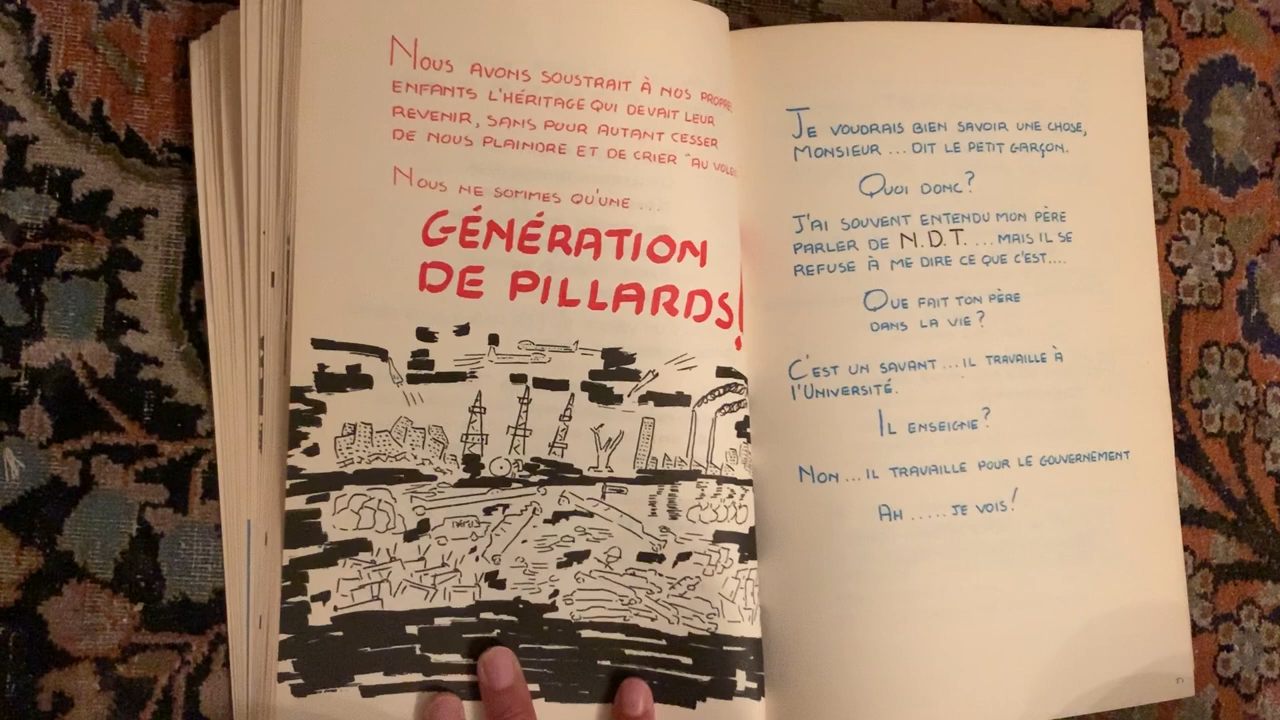 Nous avons soustrait à nos propre
enfants l'héritage qui devait leur
revenir, sans pour autant cesser
de nous plaindre et de crier "au
Nous ne sommes qu'une ...
GÉNÉRATION
DE PILLARDS!
Je voudrais bien savoir une chose,
Monsieur ... dit le petit garçon.
Quoi donc?
J'ai souvent entendu mon père
parler de N.D.T. ... mais il se
refuse à me dire ce que c'est....
Que fait ton père
dans la vie?
C'est un savant ... il travaille à
l'Université.
Il enseigne?
Non ... il travaille pour le gouvernement
Ah ..... je vois!